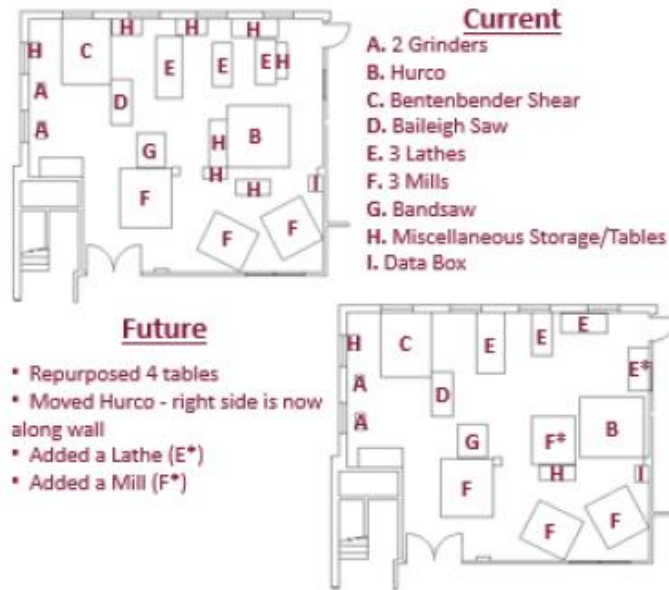 H H H
H C E E E H
A D
A H B
G
H H I
F F F
Current
A. 2 Grinders
B. Hurco
C. Bentenbender Shear
D. Baileigh Saw
E. 3 Lathes
F. 3 Mills
G. Bandsaw
H. Miscellaneous Storage/Tables
I. Data Box
Future
• Repurposed 4 tables
• Moved Hurco - right side is now
along wall
• Added a Lathe (E*)
• Added a Mill (F*)
E
H C E E
E*
A D
A B
G F*
H I
F F F